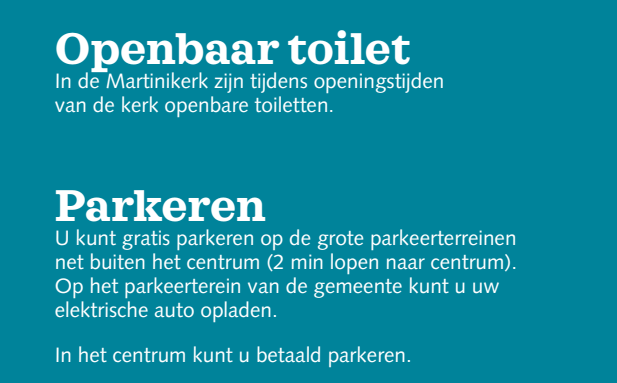 Openbaar toilet
In de Martinikerk zijn tijdens openingstijden
van de kerk openbare toiletten.
Parkeren
U kunt gratis parkeren op de grote parkeerterreinen
net buiten het centrum (2 min lopen naar centrum).
Op het parkeerterein van de gemeente kunt u uw
elektrische auto opladen.
In het centrum kunt u betaald parkeren.